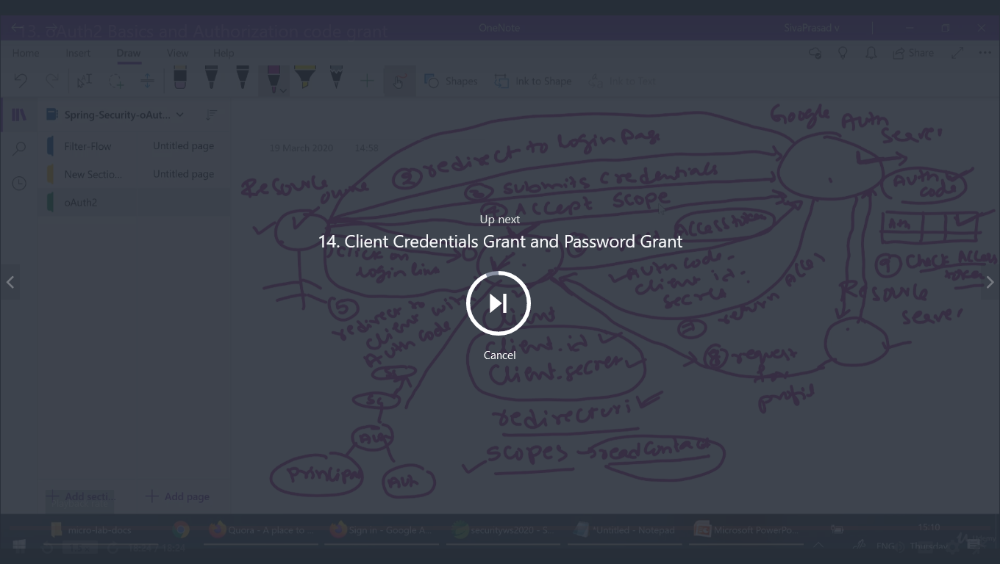 13. oAuth2 Basics and Authorization code grant
OneNote
SivaPrasad v
Home Insert Draw View Help
Share
Shapes Ink to Shape Ink to Text
Spring-Security-oAut...
Filter-Flow
New Sectio...
oAuth2
Untitled page
Untitled page
19 March 2020 14:58
Google Auth
Server
Resource
owner
2 redirect to login page
3 submits credentials
4 Accept scope
Access token
Auth
code
Auth
Up next
14. Client Credentials Grant and Password Grant
Cancel
click on
login link
Auth code
client id
secret
9 Check Access
token
Resource
server
5
redirect to
client with
Auth code
7 return
8 request
for
profile
Client
Client.id
Client.secret
redirecturi
scopes readContact
SC
SC
Auth
Principal
Auth
Add secti... Add page
micro-lab-docs
Quora - A place to ...
Sign in - Google A...
securityws2020 - S...
*Untitled - Notepad
Microsoft PowerPo...
15:10
ENG
Thursday